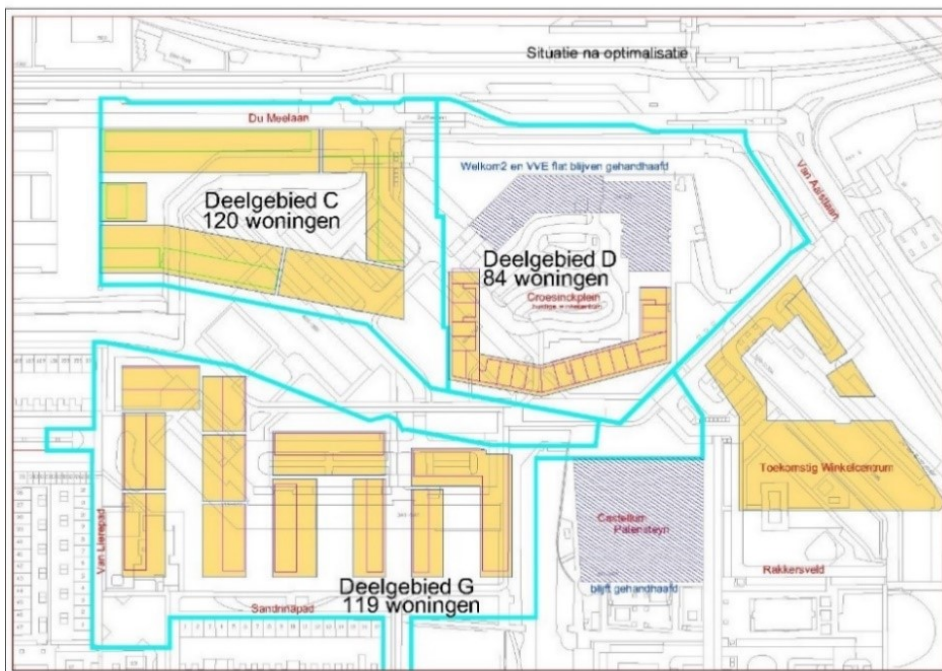 Situatie na optimalisatie
Du Meelaan
Van Aalstlaan
Welkom2 en VVE flat blijven gehandhaafd
Deelgebied C
120 woningen
Deelgebied D
84 woningen
Croesinckplein
Toekomstig Winkelcentrum
Van Lierepad
Castellum
Palensteyn
blijft gehandhaafd
Rakkersveld
Deelgebied G
119 woningen
Sandrinapad